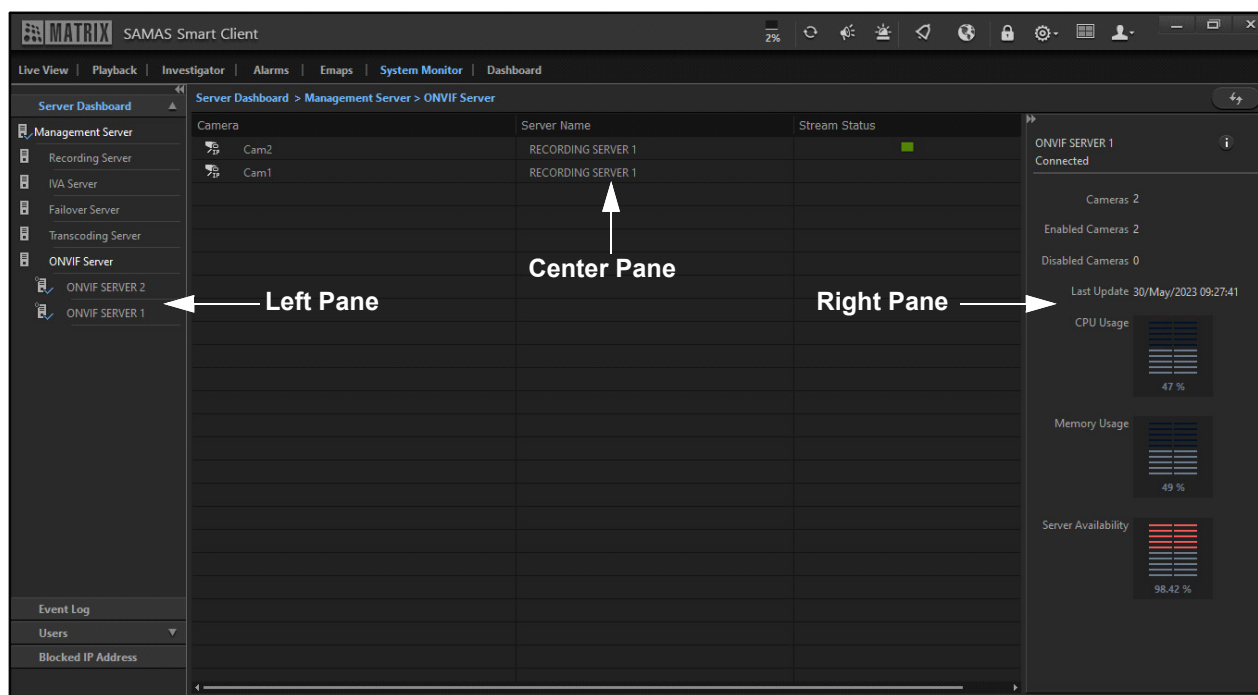 MATRIX SAMAS Smart Client
2%
Live View | Playback | Investigator | Alarms | Emaps | System Monitor | Dashboard
Server Dashboard
Management Server
Recording Server
IVA Server
Failover Server
Transcoding Server
ONVIF Server
ONVIF SERVER 2
ONVIF SERVER 1
Left Pane
Event Log
Users
Blocked IP Address
Server Dashboard > Management Server > ONVIF Server
Camera Server Name Stream Status
Cam2 RECORDING SERVER 1
Cam1 RECORDING SERVER 1
Center Pane
Right Pane
ONVIF SERVER 1
Connected
Cameras 2
Enabled Cameras 2
Disabled Cameras 0
Last Update 30/May/2023 09:27:41
CPU Usage
47 %
Memory Usage
49 %
Server Availability
98.42 %